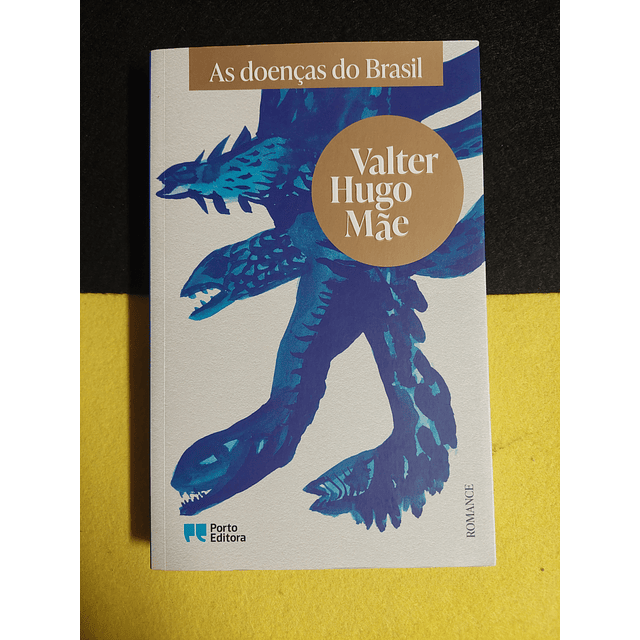 As doenças do Brasil
Valter
Hugo
Mãe
ROMANCE
Porto
Editora